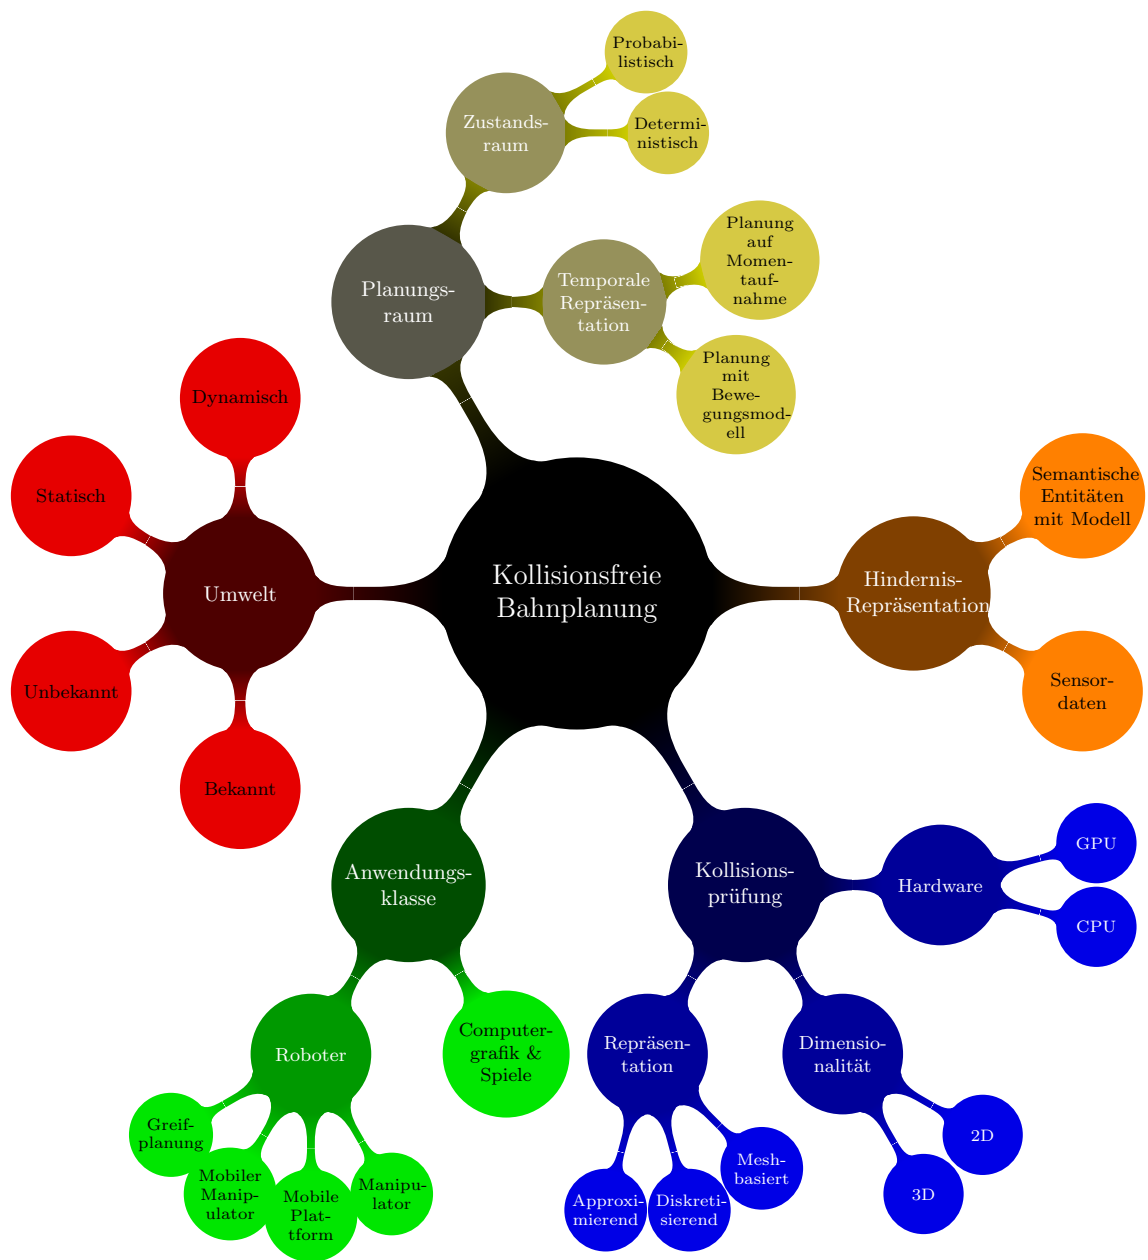 Kollisionsfreie
Bahnplanung
Planungs-
raum
Zustands-
raum
Probabi-
listisch
Determi-
nistisch
Temporale
Repräsen-
tation
Planung
auf
Momen-
taufnahme
Planung
mit
Bewe-
gungsmod-
ell
Hindernis-
Repräsentation
Semantische
Entitäten
mit Modell
Sensor-
daten
Umwelt
Dynamisch
Statisch
Unbekannt
Bekannt
Anwendungs-
klasse
Roboter
Greif-
planung
Mobiler
Manip-
ulator
Mobile
Plat-
tform
Manipu-
lator
Computer-
grafik &
Spiele
Kollisions-
prüfung
Hardware
GPU
CPU
Dimensio-
nalität
2D
3D
Repräsen-
tation
Approxi-
mierend
Diskreti-
sierend
Mesh-
basiert